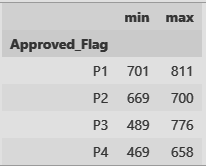 min max
Approved_Flag
P1 701 811
P2 669 700
P3 489 776
P4 469 658